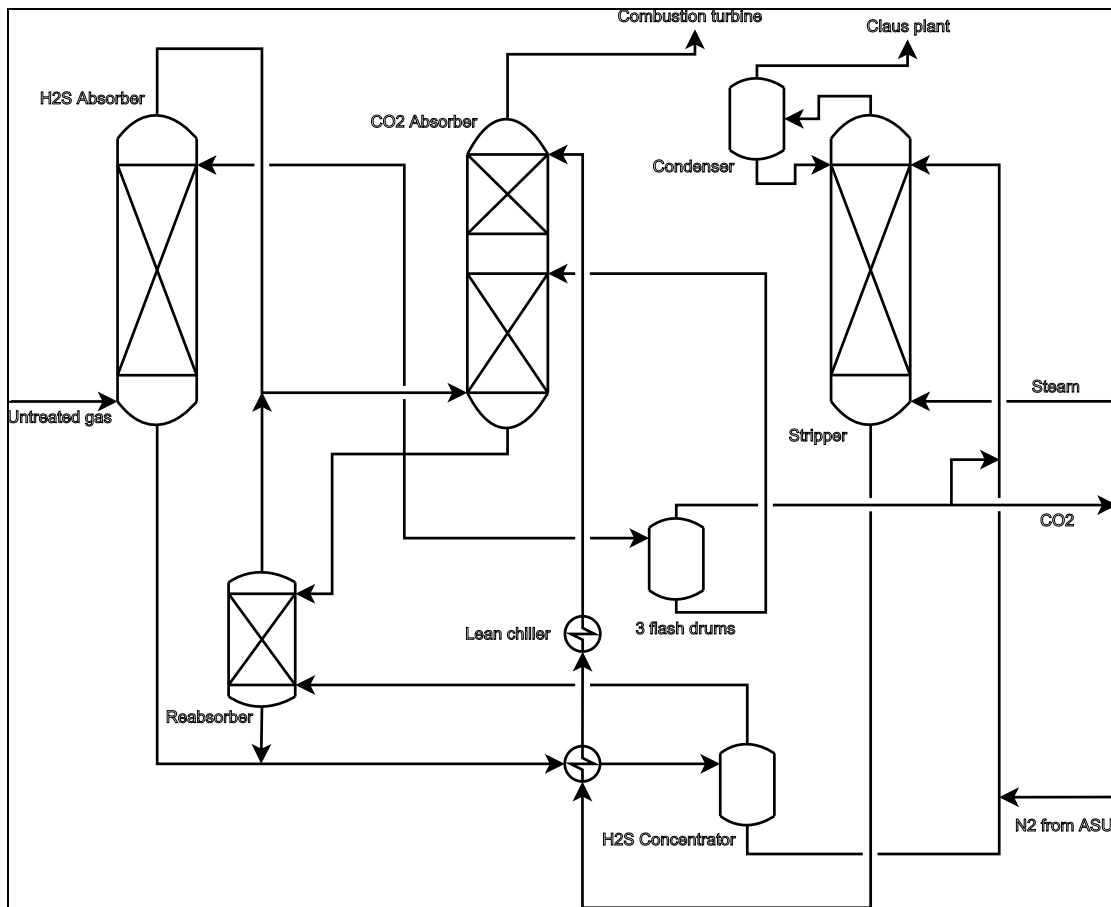 Combustion turbine
Claus plant
H2S Absorber
CO2 Absorber
Condenser
Steam
Untreated gas
Stripper
CO2
Lean chiller
3 flash drums
Reabsorber
N2 from ASU
H2S Concentrator